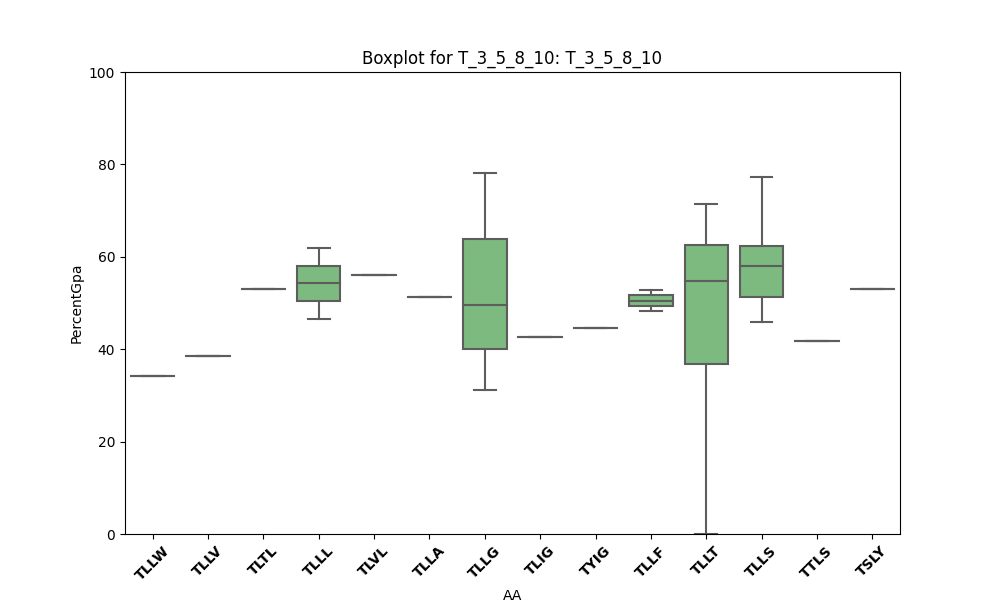 Boxplot for T_3_5_8_10: T_3_5_8_10
100
80
60
40
20
0
PercentGpa
TLLW TLLV TLTL TLLL TLVL TLLA TLLG TLIG TYIG TLLF TLLT TLLS TTLS TSLY
AA